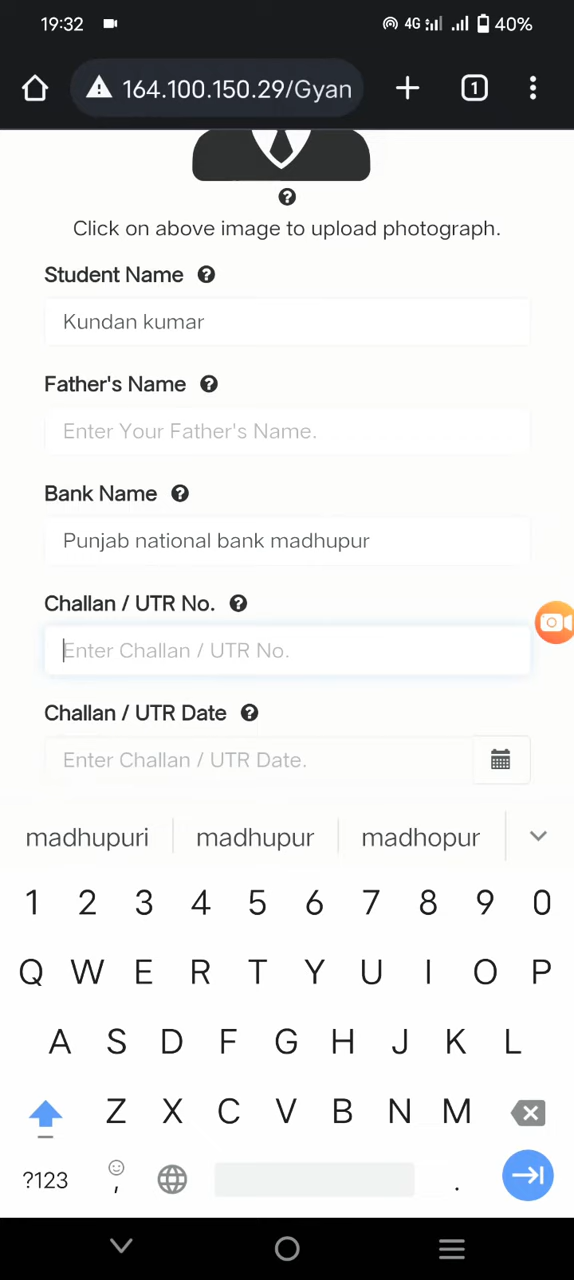 19:32 4G 40%
164.100.150.29/Gyan 1
Click on above image to upload photograph.
Student Name
Kundan kumar
Father's Name
Enter Your Father's Name.
Bank Name
Punjab national bank madhupur
Challan / UTR No.
Enter Challan / UTR No.
Challan / UTR Date
Enter Challan / UTR Date.
madhupuri madhupur madhopur
1 2 3 4 5 6 7 8 9 0
Q W E R T Y U I O P
A S D F G H J K L
Z X C V B N M
?123 , .